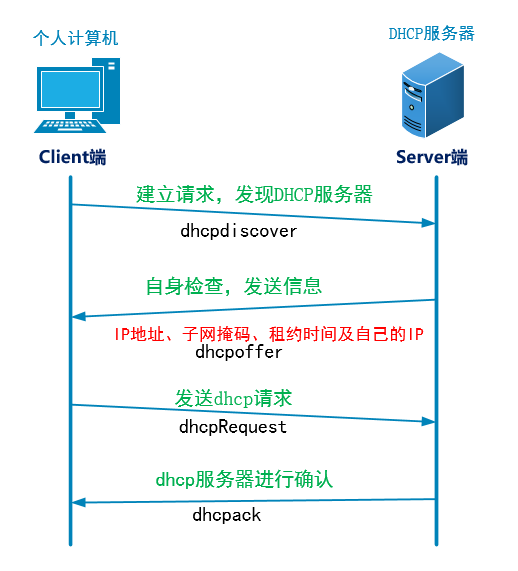 个人计算机
DHCP服务器
Client端
Server端
建立请求，发现DHCP服务器
dhcpdiscover
自身检查，发送信息
IP地址、子网掩码、租约时间及自己的IP
dhcpoffer
发送dhcp请求
dhcpRequest
dhcp服务器进行确认
dhcpack